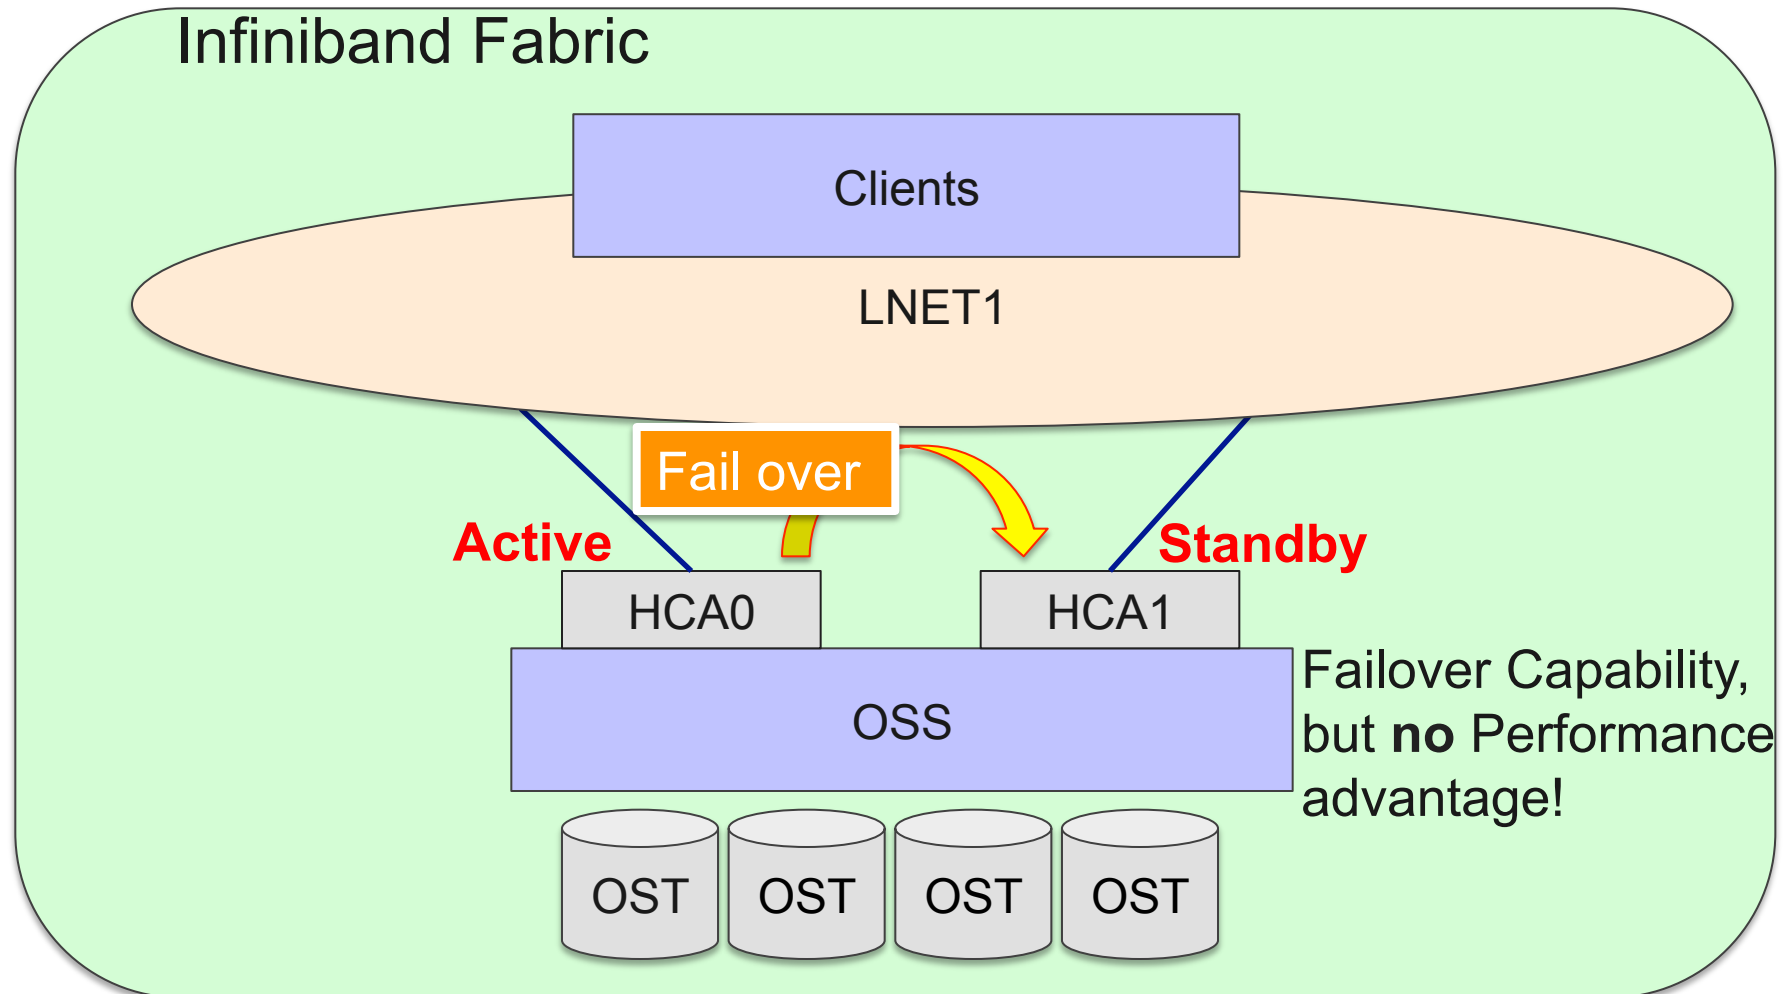 Infiniband Fabric
Clients
LNET1
Fail over
Active
Standby
HCA0
HCA1
OSS
Failover Capability,
but no Performance
advantage!
OST
OST
OST
OST